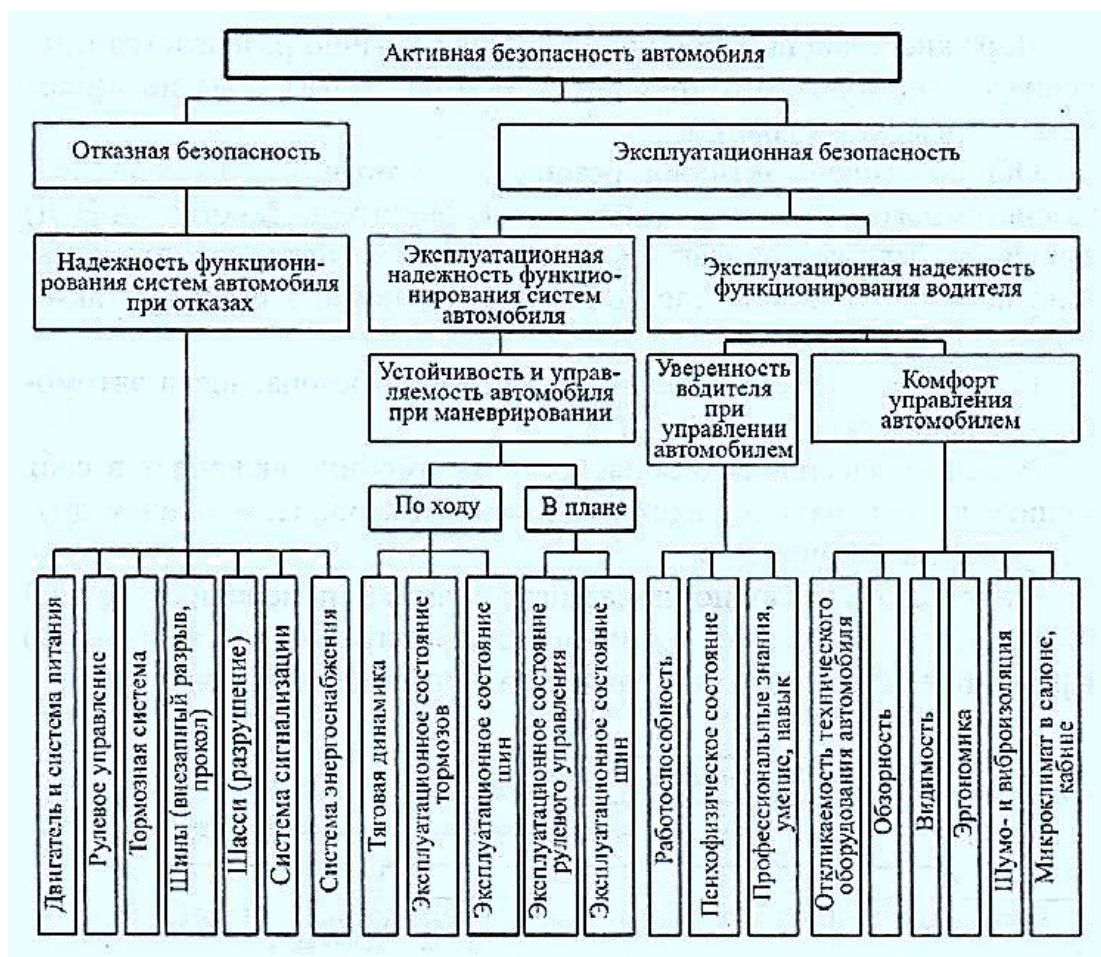 Активная безопасность автомобиля
Отказная безопасность
Эксплуатационная безопасность
Надежность функциони-
рования систем автомобиля
при отказах
Эксплуатационная
надежность функцио-
нирования систем
автомобиля
Эксплуатационная надежность
функционирования водителя
Устойчивость и управ-
ляемость автомобиля
при маневрировании
Уверенность
водителя
при
управлении
автомобилем
Комфорт
управления
автомобилем
По ходу
В плане
Двигатель и система питания
Рулевое управление
Тормозная система
Шины (внезапный разрыв,
прокол)
Шасси (разрушение)
Система сигнализации
Система энергоснабжения
Тяговая динамика
Эксплуатационное состояние
тормозов
Эксплуатационное состояние
шин
Эксплуатационное состояние
рулевого управления
Эксплуатационное состояние
шин
Работоспособность
Психофизическое состояние
Профессиональные знания,
умение, навык
Откликаемость технического
оборудования автомобиля
Обзорность
Видимость
Эргономика
Шумо- и виброизоляция
Микроклимат в салоне,
кабине